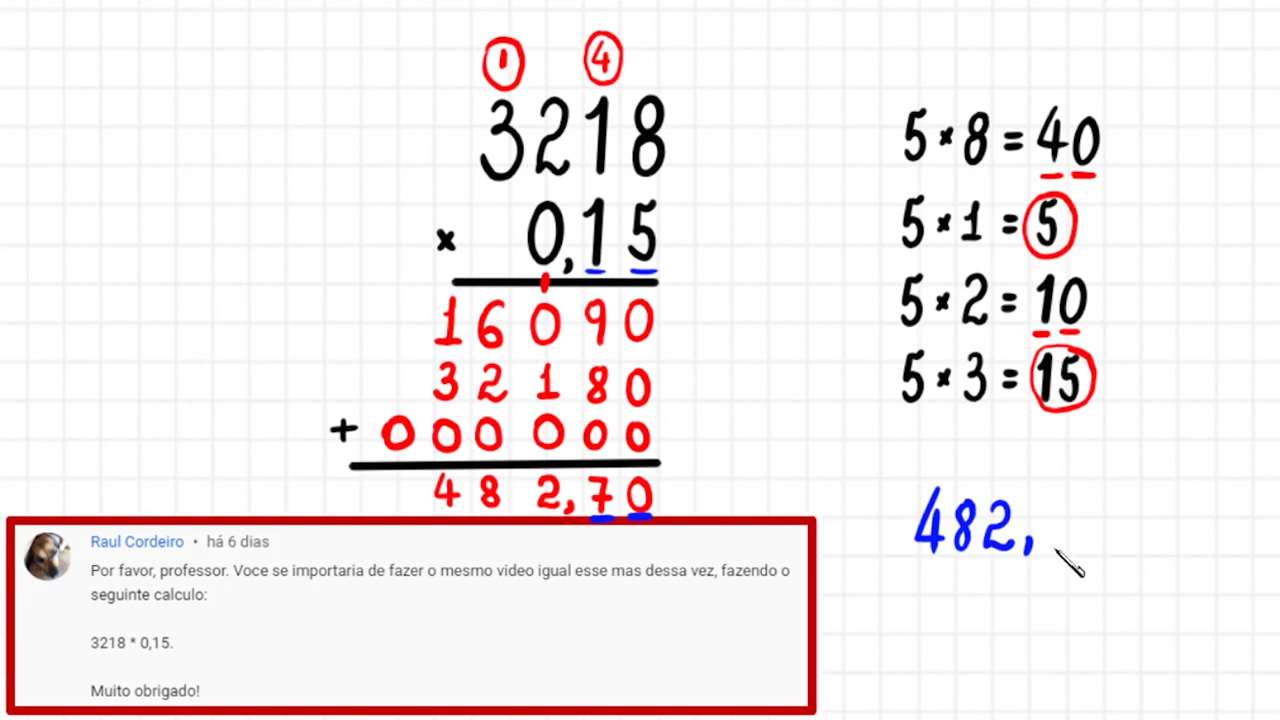 1 4
3218
× 0,15
16090
32180
+ 000000
482,70
5 × 8 = 40
5 × 1 = 5
5 × 2 = 10
5 × 3 = 15
482,
Raul Cordeiro • há 6 dias
Por favor, professor. Voce se importaria de fazer o mesmo video igual esse mas dessa vez, fazendo o
seguinte calculo:
3218 * 0,15.
Muito obrigado!